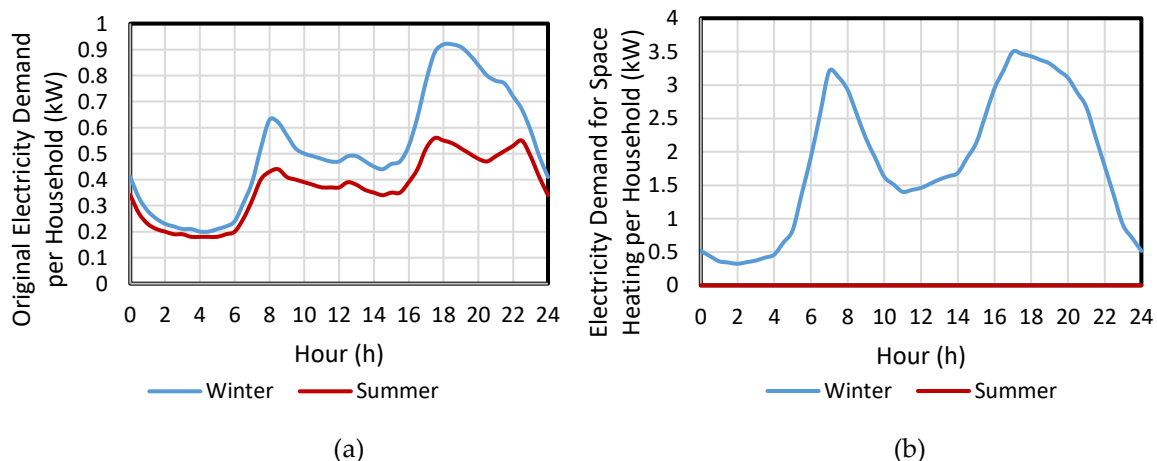 Original Electricity Demand
per Household (kW)
1
0.9
0.8
0.7
0.6
0.5
0.4
0.3
0.2
0.1
0
0 2 4 6 8 10 12 14 16 18 20 22 24
Hour (h)
Winter Summer
(a)
Electricity Demand for Space
Heating per Household (kW)
4
3.5
3
2.5
2
1.5
1
0.5
0
0 2 4 6 8 10 12 14 16 18 20 22 24
Hour (h)
Winter Summer
(b)